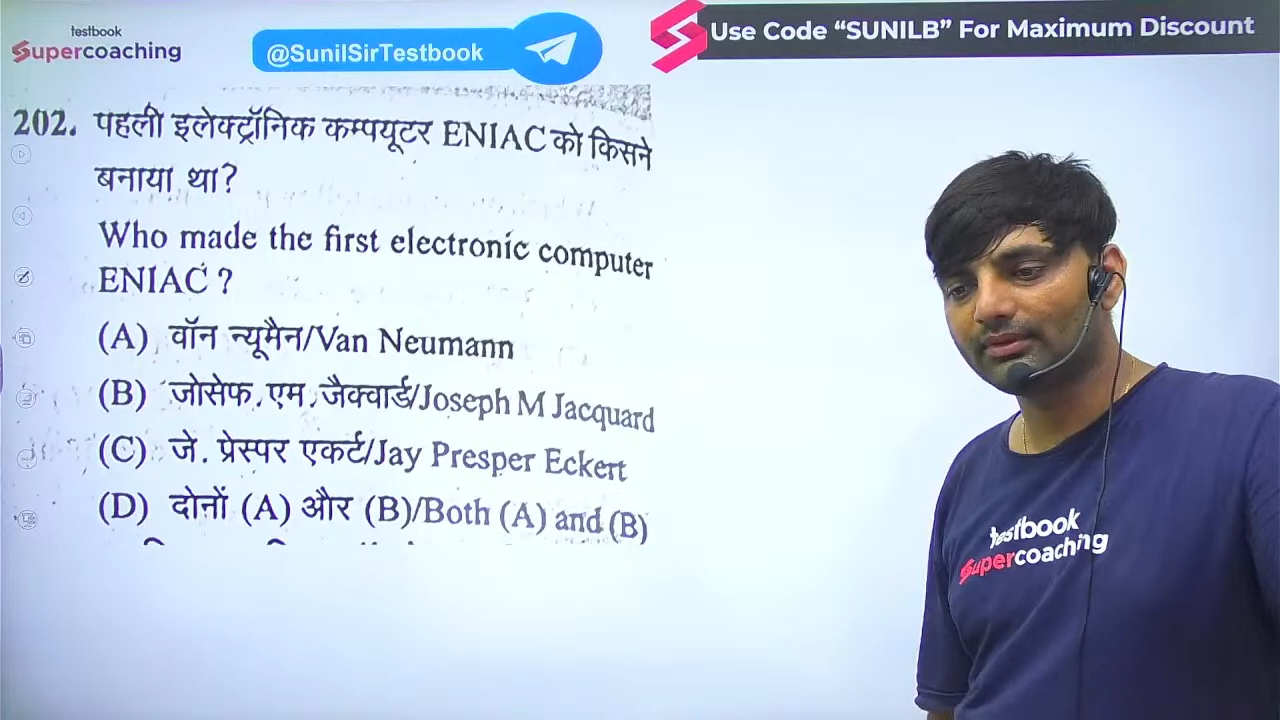 testbook
Supercoaching
@SunilSirTestbook
Use Code “SUNILB” For Maximum Discount
202. पहली इलेक्ट्रॉनिक कम्पयूटर ENIAC को किसने
बनाया था?
Who made the first electronic computer
ENIAC ?
(A) वॉन न्यूमैन/Van Neumann
(B) जोसेफ. एम. जैक्वार्ड/Joseph M Jacquard
(C) जे. प्रेस्पर एकर्ट/Jay Presper Eckert
(D) दोनों (A) और (B)/Both (A) and (B)
testbook
Supercoaching